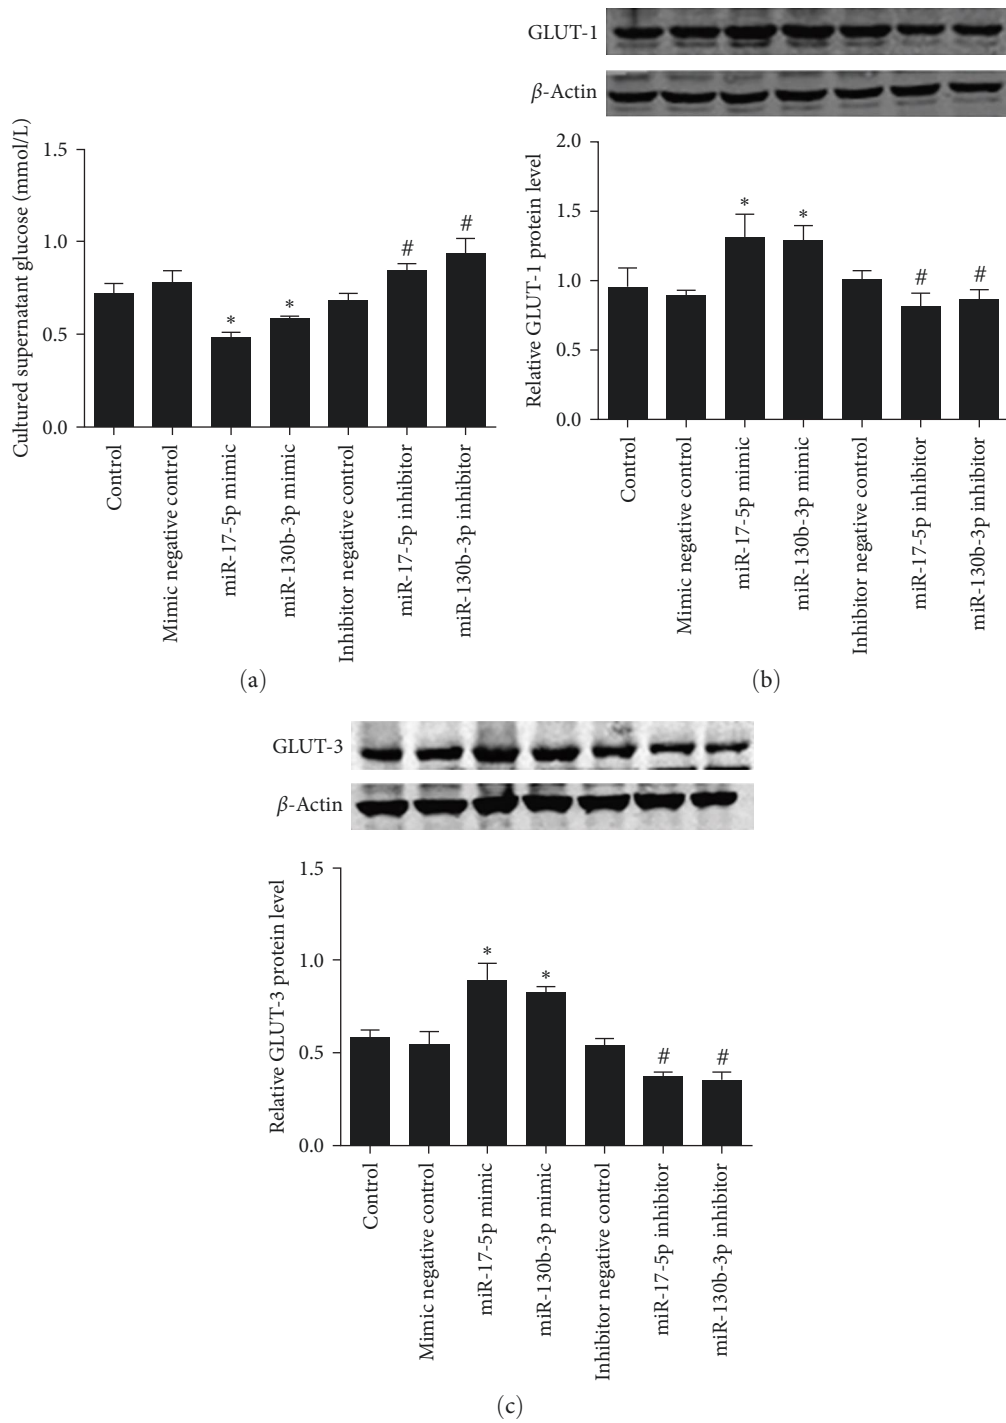 Cultured supernatant glucose (mmol/L)
1.5
1.0
0.5
0.0
*
*
#
#
Control
Mimic negative control
miR-17-5p mimic
miR-130b-3p mimic
Inhibitor negative control
miR-17-5p inhibitor
miR-130b-3p inhibitor
(a)
GLUT-1
β-Actin
Relative GLUT-1 protein level
2.0
1.5
1.0
0.5
0.0
*
*
#
#
Control
Mimic negative control
miR-17-5p mimic
miR-130b-3p mimic
Inhibitor negative control
miR-17-5p inhibitor
miR-130b-3p inhibitor
(b)
GLUT-3
β-Actin
Relative GLUT-3 protein level
1.5
1.0
0.5
0.0
*
*
#
#
Control
Mimic negative control
miR-17-5p mimic
miR-130b-3p mimic
Inhibitor negative control
miR-17-5p inhibitor
miR-130b-3p inhibitor
(c)